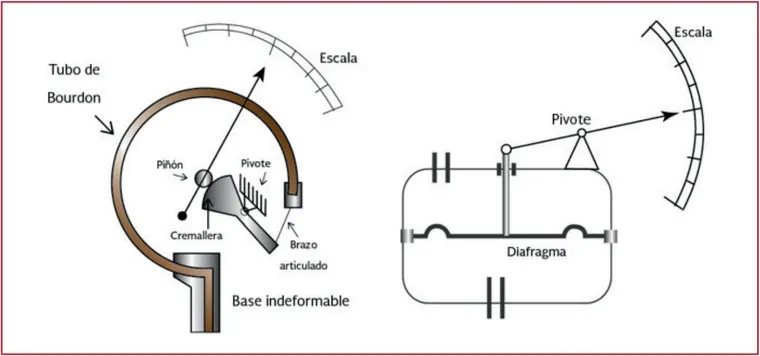 Escala
Tubo de
Bourdon
Piñón
Pivote
Cremallera
Brazo
articulado
Base indeformable
Escala
Pivote
Diafragma